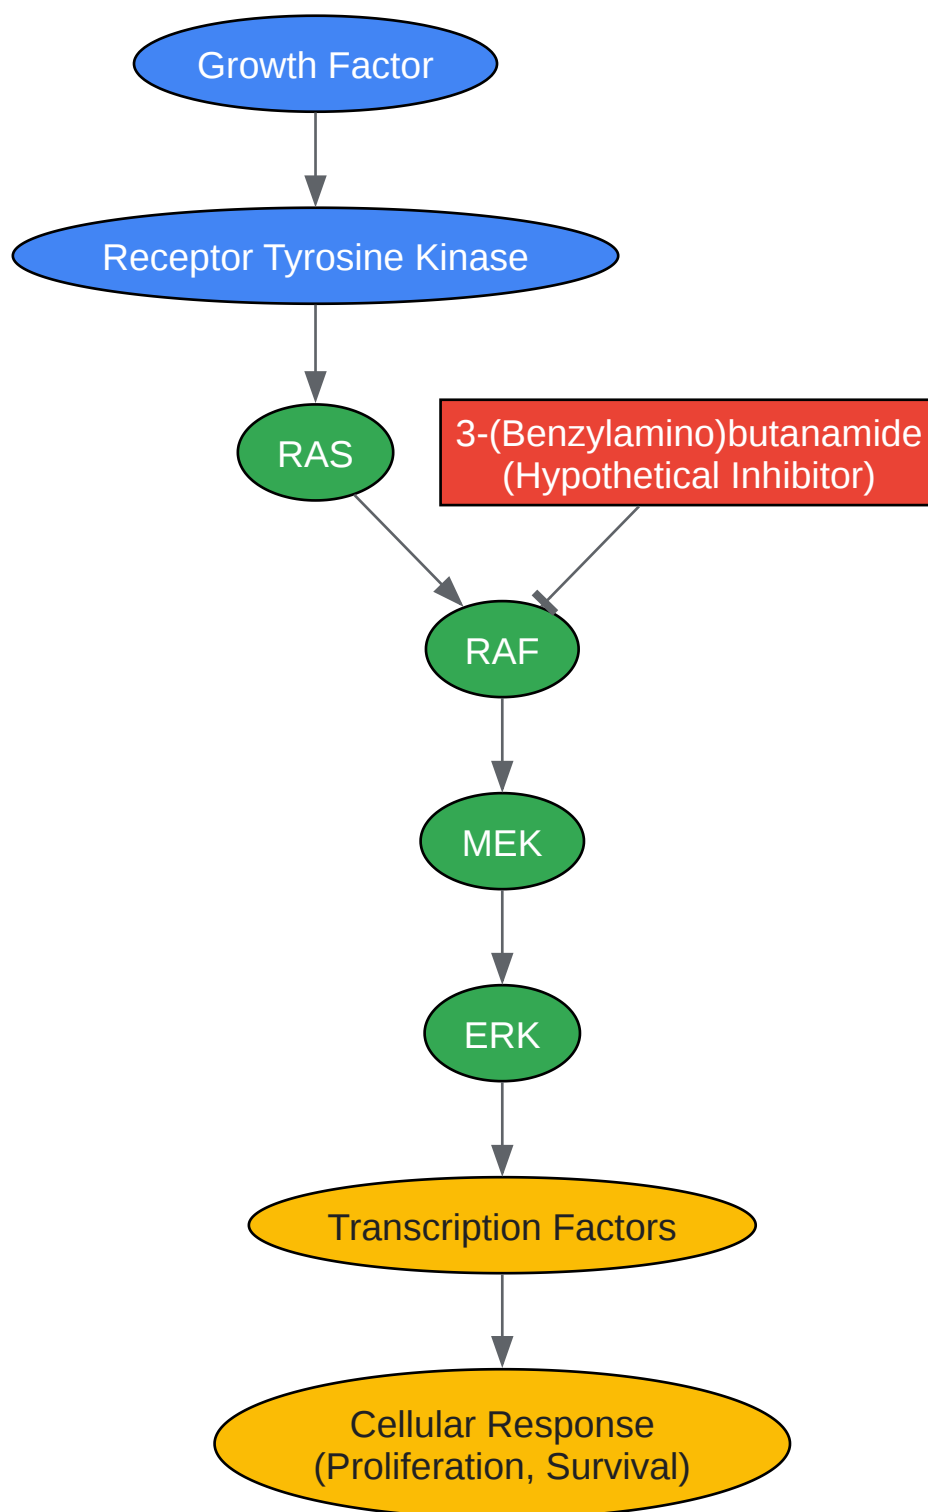 Growth Factor
Receptor Tyrosine Kinase
RAS
3-(Benzylamino)butanamide
(Hypothetical Inhibitor)
RAF
MEK
ERK
Transcription Factors
Cellular Response
(Proliferation, Survival)